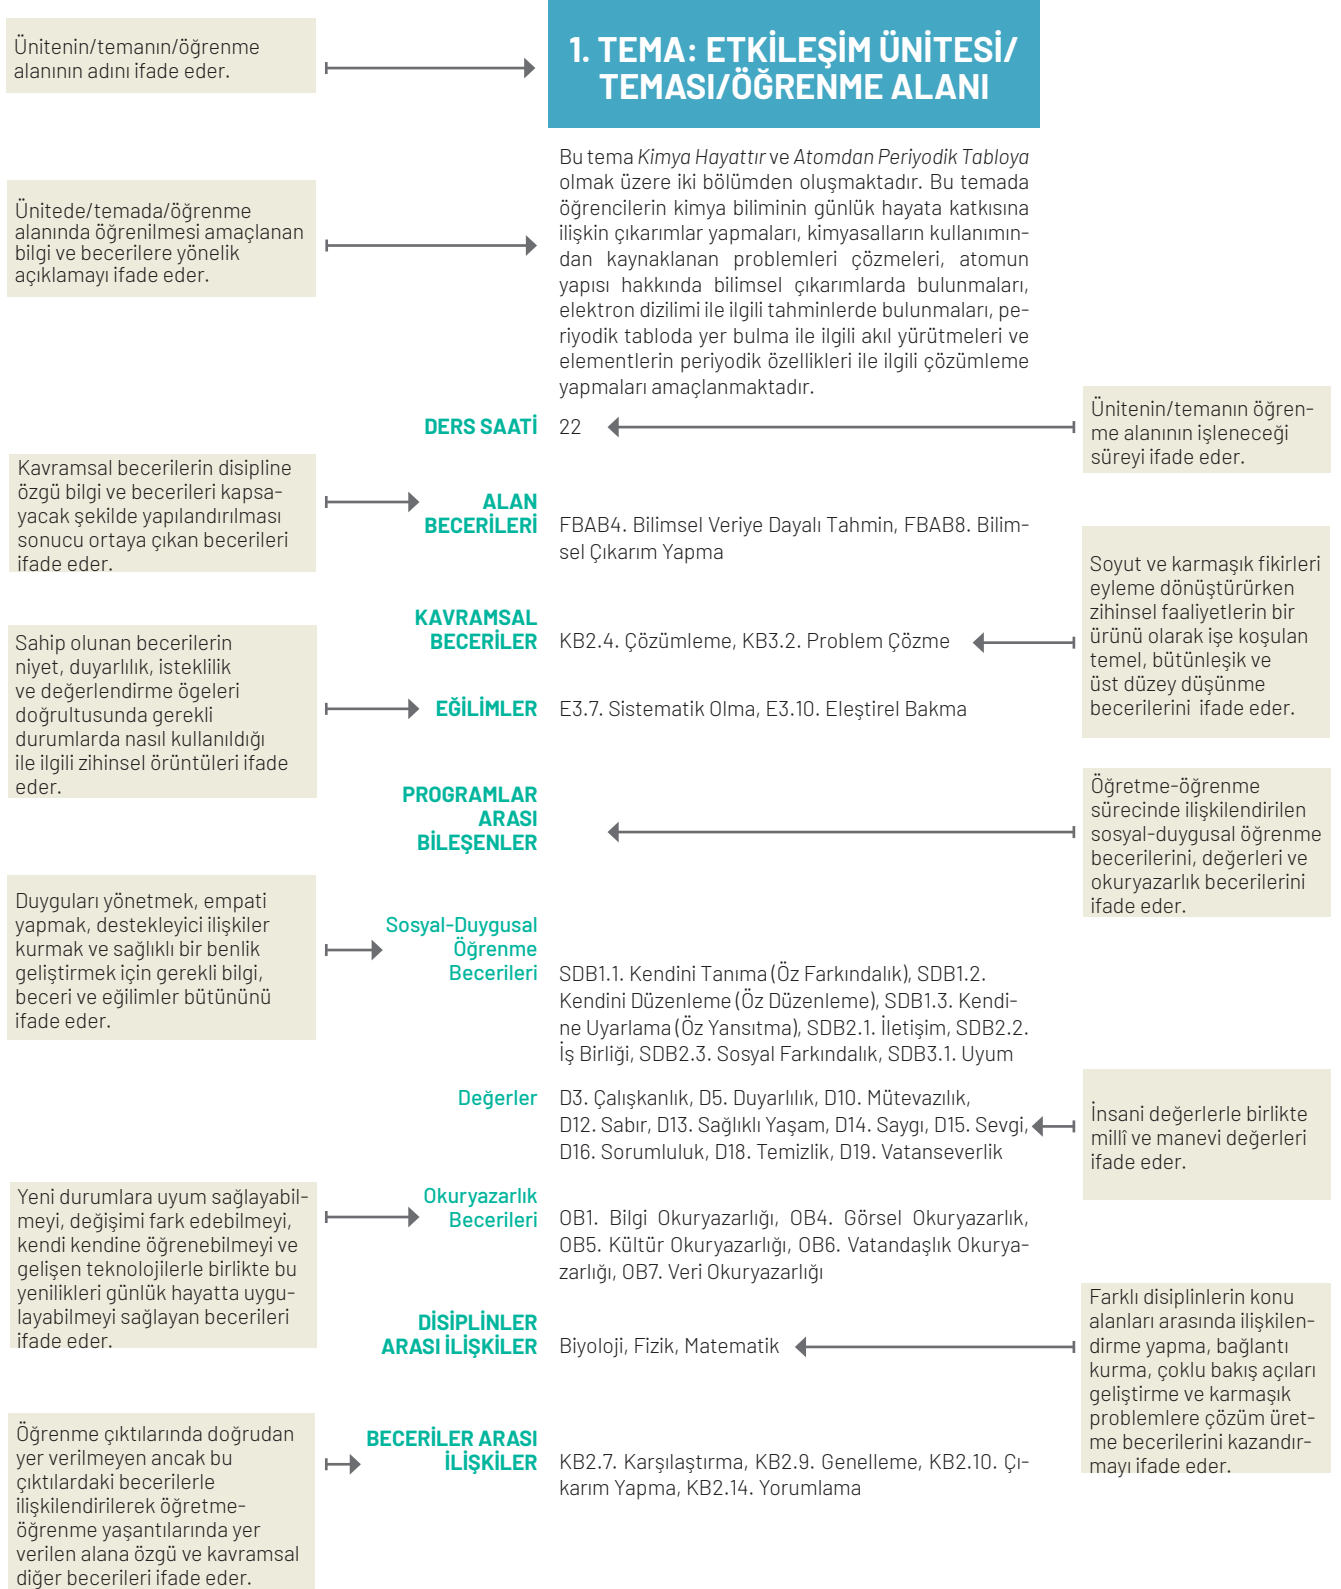 Ünitenin/temanın/öğrenme
alanının adını ifade eder.
1. TEMA: ETKİLEŞİM ÜNİTESİ/
TEMASI/ÖĞRENME ALANI
Ünitede/temada/öğrenme
alanında öğrenilmesi amaçlanan
bilgi ve becerilere yönelik
açıklamayı ifade eder.
Bu tema Kimya Hayattır ve Atomdan Periyodik Tabloya
olmak üzere iki bölümden oluşmaktadır. Bu temada
öğrencilerin kimya biliminin günlük hayata katkısına
ilişkin çıkarımlar yapmaları, kimyasalların kullanımın-
dan kaynaklanan problemleri çözmeleri, atomun
yapısı hakkında bilimsel çıkarımlarda bulunmaları,
elektron dizilimi ile ilgili tahminlerde bulunmaları, pe-
riyodik tabloda yer bulma ile ilgili akıl yürütmeleri ve
elementlerin periyodik özellikleri ile ilgili çözümleme
yapmaları amaçlanmaktadır.
DERS SAATİ
22
Ünitenin/temanın öğren-
me alanının işleneceği
süreyi ifade eder.
Kavramsal becerilerin disipline
özgü bilgi ve becerileri kapsa-
yacak şekilde yapılandırılması
sonucu ortaya çıkan becerileri
ifade eder.
ALAN
BECERİLERİ
FBAB4. Bilimsel Veriye Dayalı Tahmin, FBAB8. Bilim-
sel Çıkarım Yapma
Soyut ve karmaşık fikirleri
eyleme dönüştürürken
zihinsel faaliyetlerin bir
ürünü olarak işe koşulan
temel, bütünleşik ve
üst düzey düşünme
becerilerini ifade eder.
KAVRAMSAL
BECERİLER
KB2.4. Çözümleme, KB3.2. Problem Çözme
Sahip olunan becerilerin
niyet, duyarlılık, isteklilik
ve değerlendirme ögeleri
doğrultusunda gerekli
durumlarda nasıl kullanıldığı
ile ilgili zihinsel örüntüleri ifade
eder.
EĞİLİMLER
E3.7. Sistematik Olma, E3.10. Eleştirel Bakma
PROGRAMLAR
ARASI
BİLEŞENLER
Öğretme-öğrenme
sürecinde ilişkilendirilen
sosyal-duygusal öğrenme
becerilerini, değerleri ve
okuryazarlık becerilerini
ifade eder.
Duyguları yönetmek, empati
yapmak, destekleyici ilişkiler
kurmak ve sağlıklı bir benlik
geliştirmek için gerekli bilgi,
beceri ve eğilimler bütününü
ifade eder.
Sosyal-Duygusal
Öğrenme
Becerileri
SDB1.1. Kendini Tanıma (Öz Farkındalık), SDB1.2.
Kendini Düzenleme (Öz Düzenleme), SDB1.3. Kendi-
ne Uyarlama (Öz Yansıtma), SDB2.1. İletişim, SDB2.2.
İş Birliği, SDB2.3. Sosyal Farkındalık, SDB3.1. Uyum
Değerler
D3. Çalışkanlık, D5. Duyarlılık, D10. Mütevazılık,
D12. Sabır, D13. Sağlıklı Yaşam, D14. Saygı, D15. Sevgi,
D16. Sorumluluk, D18. Temizlik, D19. Vatanseverlik
İnsani değerlerle birlikte
millî ve manevi değerleri
ifade eder.
Yeni durumlara uyum sağlayabil-
meyi, değişimi fark edebilmeyi,
kendi kendine öğrenebilmeyi ve
gelişen teknolojilerle birlikte bu
yenilikleri günlük hayatta uygu-
layabilmeyi sağlayan becerileri
ifade eder.
Okuryazarlık
Becerileri
OB1. Bilgi Okuryazarlığı, OB4. Görsel Okuryazarlık,
OB5. Kültür Okuryazarlığı, OB6. Vatandaşlık Okurya-
zarlığı, OB7. Veri Okuryazarlığı
DİSİPLİNLER
ARASI İLİŞKİLER
Biyoloji, Fizik, Matematik
Farklı disiplinlerin konu
alanları arasında ilişkilen-
dirme yapma, bağlantı
kurma, çoklu bakış açıları
geliştirme ve karmaşık
problemlere çözüm üret-
me becerilerini kazandır-
mayı ifade eder.
Öğrenme çıktılarında doğrudan
yer verilmeyen ancak bu
çıktılardaki becerilerle
ilişkilendirilerek öğretme-
öğrenme yaşantılarında yer
verilen alana özgü ve kavramsal
diğer becerileri ifade eder.
BECERİLER ARASI
İLİŞKİLER
KB2.7. Karşılaştırma, KB2.9. Genelleme, KB2.10. Çı-
karım Yapma, KB2.14. Yorumlama